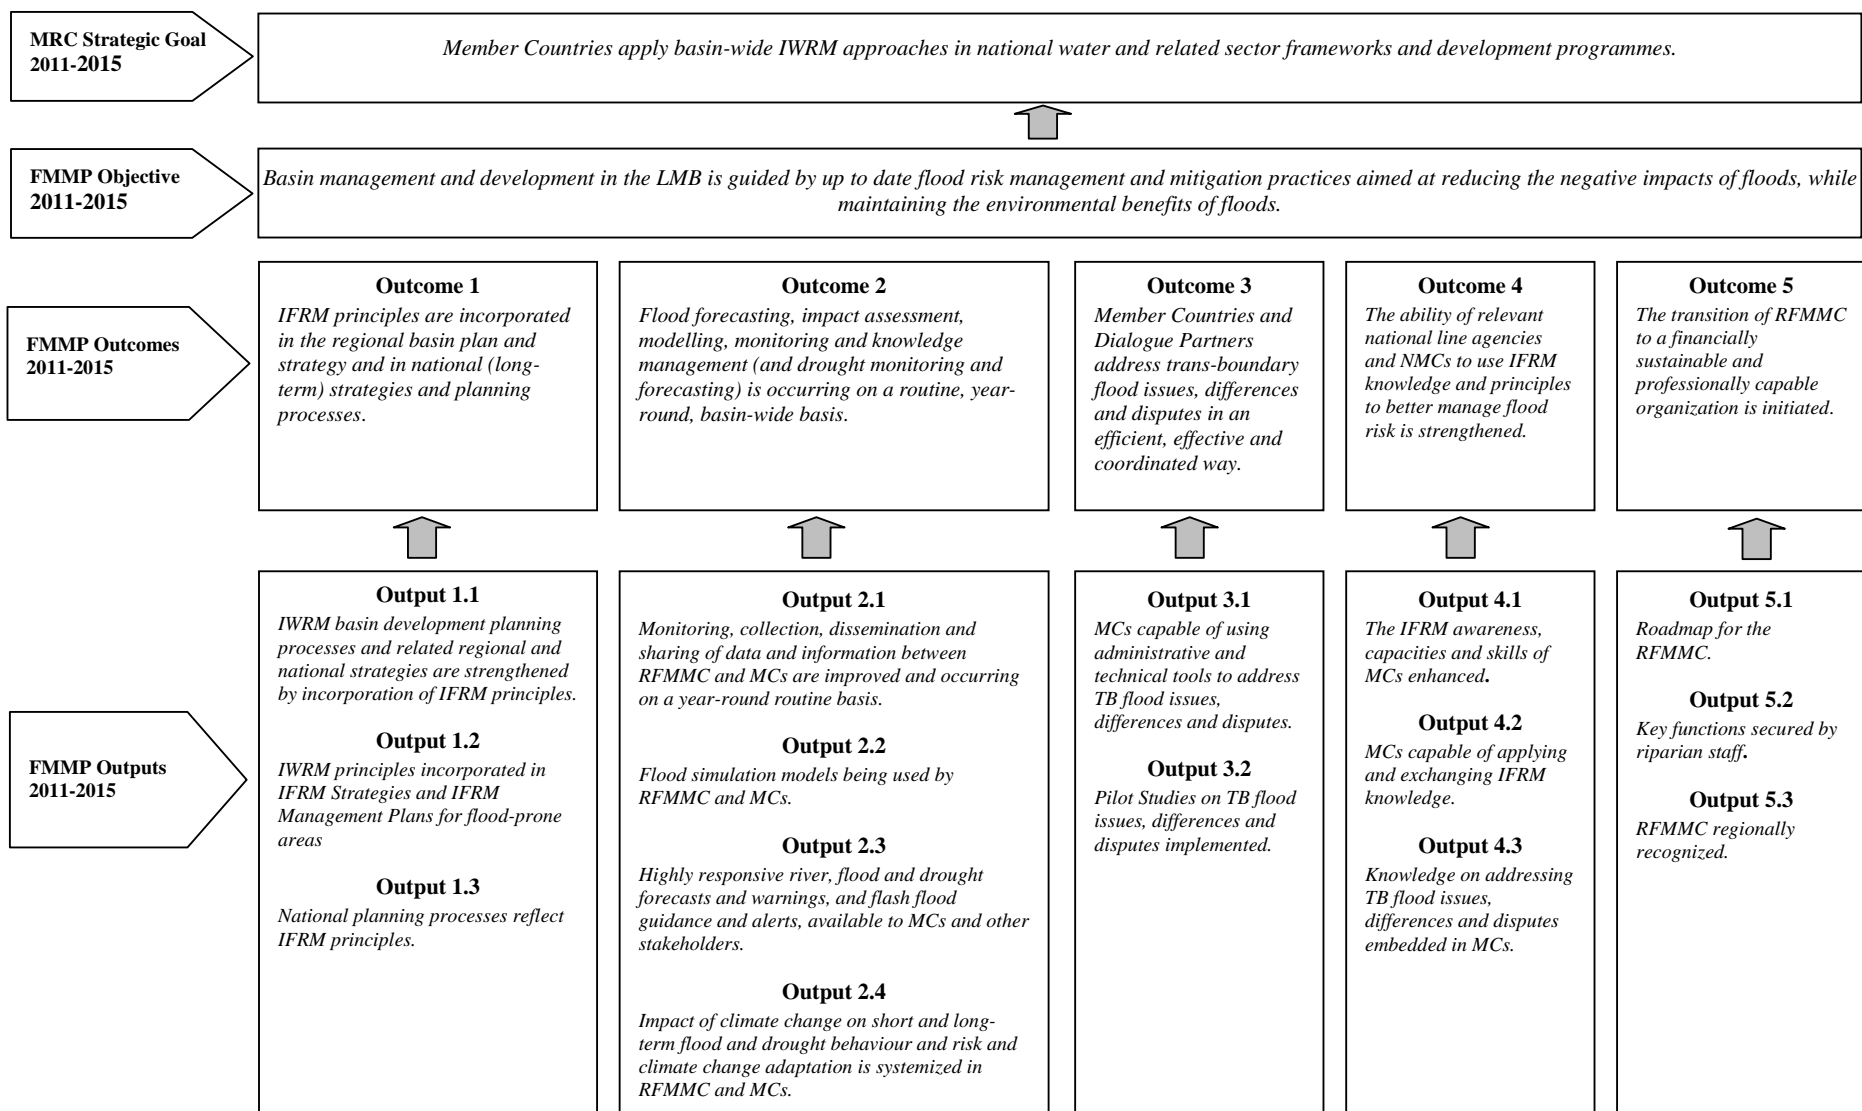 MRC Strategic Goal
2011-2015
Member Countries apply basin-wide IWRM approaches in national water and related sector frameworks and development programmes.
FMMP Objective
2011-2015
Basin management and development in the LMB is guided by up to date flood risk management and mitigation practices aimed at reducing the negative impacts of floods, while
maintaining the environmental benefits of floods.
FMMP Outcomes
2011-2015
Outcome 1
IFRM principles are incorporated
in the regional basin plan and
strategy and in national (long-
term) strategies and planning
processes.
Outcome 2
Flood forecasting, impact assessment,
modelling, monitoring and knowledge
management (and drought monitoring and
forecasting) is occurring on a routine, year-
round, basin-wide basis.
Outcome 3
Member Countries and
Dialogue Partners
address trans-boundary
flood issues, differences
and disputes in an
efficient, effective and
coordinated way.
Outcome 4
The ability of relevant
national line agencies
and NMCs to use IFRM
knowledge and principles
to better manage flood
risk is strengthened.
Outcome 5
The transition of RFMMC
to a financially
sustainable and
professionally capable
organization is initiated.
FMMP Outputs
2011-2015
Output 1.1
IWRM basin development planning
processes and related regional and
national strategies are strengthened
by incorporation of IFRM principles.
Output 1.2
IWRM principles incorporated in
IFRM Strategies and IFRM
Management Plans for flood-prone
areas
Output 1.3
National planning processes reflect
IFRM principles.
Output 2.1
Monitoring, collection, dissemination and
sharing of data and information between
RFMMC and MCs are improved and occurring
on a year-round routine basis.
Output 2.2
Flood simulation models being used by
RFMMC and MCs.
Output 2.3
Highly responsive river, flood and drought
forecasts and warnings, and flash flood
guidance and alerts, available to MCs and other
stakeholders.
Output 2.4
Impact of climate change on short and long-
term flood and drought behaviour and risk and
climate change adaptation is systemized in
RFMMC and MCs.
Output 3.1
MCs capable of using
administrative and
technical tools to address
TB flood issues,
differences and disputes.
Output 3.2
Pilot Studies on TB flood
issues, differences and
disputes implemented.
Output 4.1
The IFRM awareness,
capacities and skills of
MCs enhanced.
Output 4.2
MCs capable of applying
and exchanging IFRM
knowledge.
Output 4.3
Knowledge on addressing
TB flood issues,
differences and disputes
embedded in MCs.
Output 5.1
Roadmap for the
RFMMC.
Output 5.2
Key functions secured by
riparian staff.
Output 5.3
RFMMC regionally
recognized.